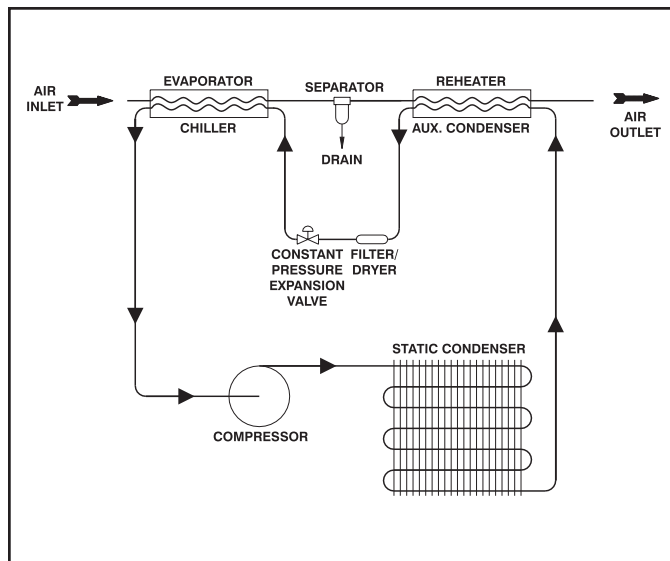 EVAPORATOR
SEPARATOR
REHEATER
AIR
INLET
AIR
OUTLET
CHILLER
AUX. CONDENSER
DRAIN
CONSTANT
PRESSURE
EXPANSION
VALVE
FILTER/
DRYER
STATIC CONDENSER
COMPRESSOR